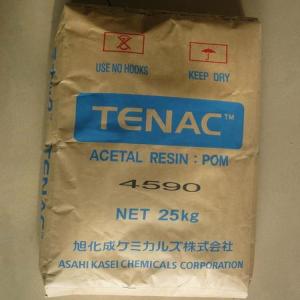 USE NO HOOKS
KEEP DRY
TENAC™
ACETAL RESIN : POM
4590
NET 25kg
旭化成ケミカルズ株式会社
ASAHI KASEI CHEMICALS CORPORATION